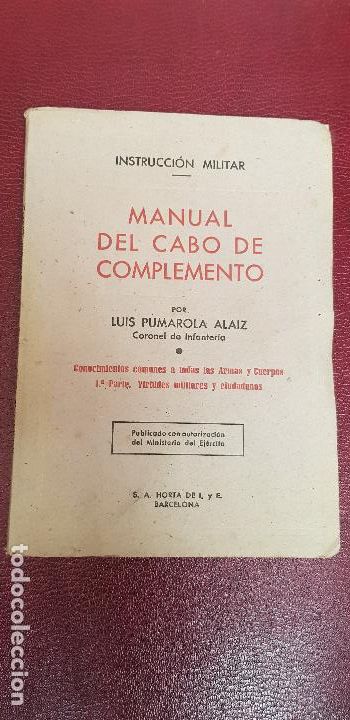 INSTRUCCIÓN MILITAR
MANUAL
DEL CABO DE
COMPLEMENTO
POR
LUIS PUMAROLA ALAIZ
Coronel de Infantería
Conocimientos comunes a todas las Armas y Cuerpos
1.ª Parte. Virtudes militares y ciudadanas
Publicado con autorización
del Ministerio del Ejército
S. A. HORTA DE I. y E.
BARCELONA
todocoleccion